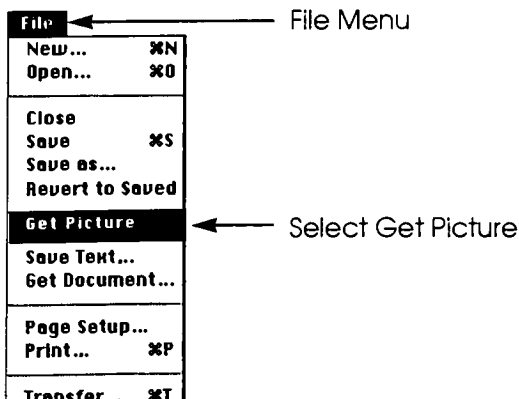 File File Menu
New... ⌘N
Open... ⌘O
Close
Save ⌘S
Save as...
Revert to Saved
Get Picture Select Get Picture
Save Text...
Get Document...
Page Setup...
Print... ⌘P
Transfer... ⌘T